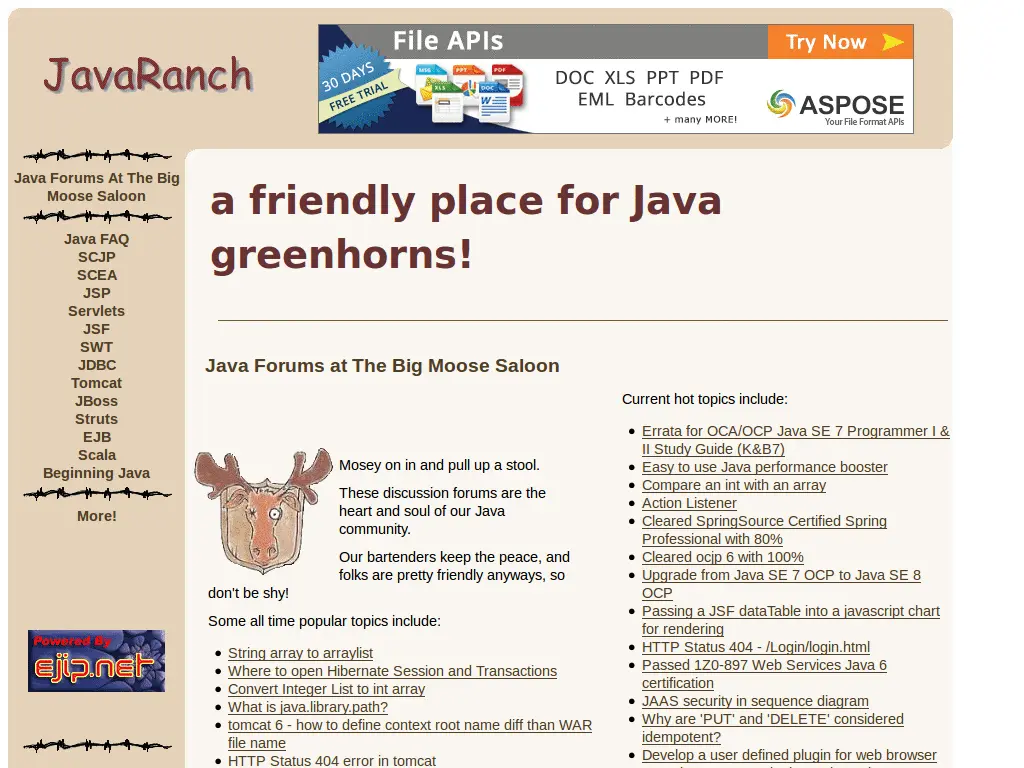 JavaRanch
File APIs
Try Now
30 DAYS
FREE TRIAL
DOC XLS PPT PDF
EML Barcodes
+ many MORE!
ASPOSE
Your File Format APIs
Java Forums At The Big
Moose Saloon
Java FAQ
SCJP
SCEA
JSP
Servlets
JSF
SWT
JDBC
Tomcat
JBoss
Struts
EJB
Scala
Beginning Java
More!
Powered By
ejip.net
a friendly place for Java
greenhorns!
Java Forums at The Big Moose Saloon
Mosey on in and pull up a stool.
These discussion forums are the
heart and soul of our Java
community.
Our bartenders keep the peace, and
folks are pretty friendly anyways, so
don't be shy!
Some all time popular topics include:
String array to arraylist
Where to open Hibernate Session and Transactions
Convert Integer List to int array
What is java.library.path?
tomcat 6 - how to define context root name diff than WAR
file name
HTTP Status 404 error in tomcat
Current hot topics include:
Errata for OCA/OCP Java SE 7 Programmer I &
II Study Guide (K&B7)
Easy to use Java performance booster
Compare an int with an array
Action Listener
Cleared SpringSource Certified Spring
Professional with 80%
Cleared ocjp 6 with 100%
Upgrade from Java SE 7 OCP to Java SE 8
OCP
Passing a JSF dataTable into a javascript chart
for rendering
HTTP Status 404 - /Login/login.html
Passed 1Z0-897 Web Services Java 6
certification
JAAS security in sequence diagram
Why are 'PUT' and 'DELETE' considered
idempotent?
Develop a user defined plugin for web browser